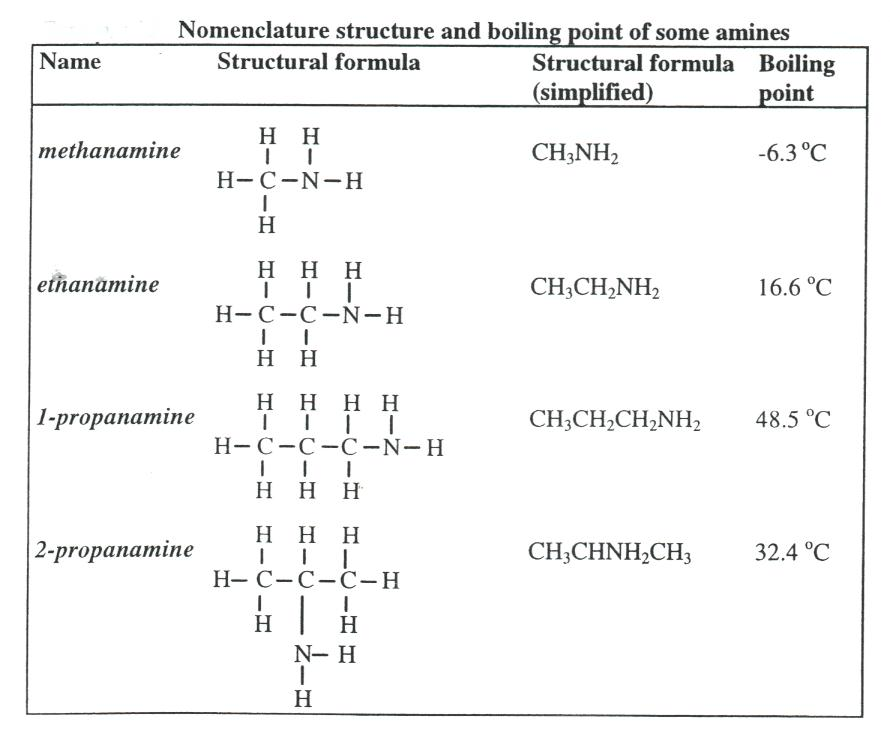 Nomenclature structure and boiling point of some amines
Name Structural formula Structural formula Boiling
(simplified) point
H H
methanamine CH₃NH₂ -6.3 °C
H-C-N-H
H
H H H
ethanamine CH₃CH₂NH₂ 16.6 °C
H-C-C-N-H
H H
H H H H
1-propanamine CH₃CH₂CH₂NH₂ 48.5 °C
H-C-C-C-N-H
H H H
H H H
2-propanamine CH₃CHNH₂CH₃ 32.4 °C
H-C-C-C-H
H H
N-H
H